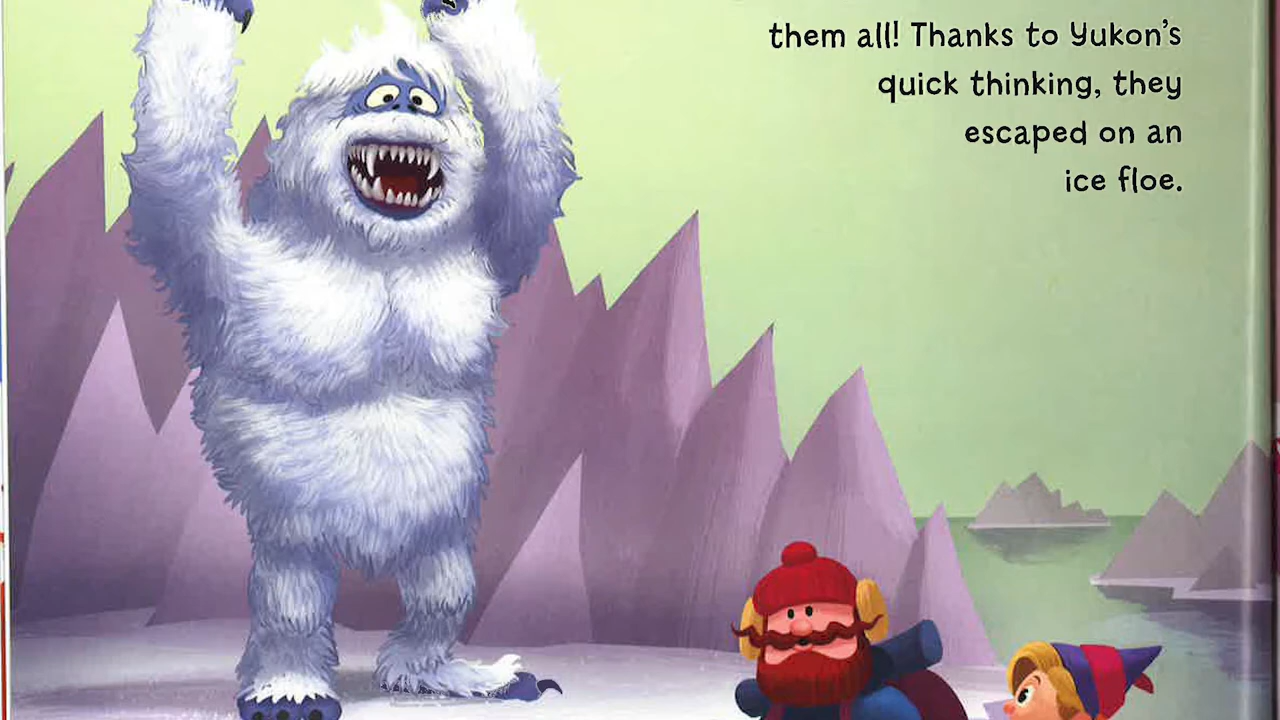 them all! Thanks to Yukon's
quick thinking, they
escaped on an
ice floe.